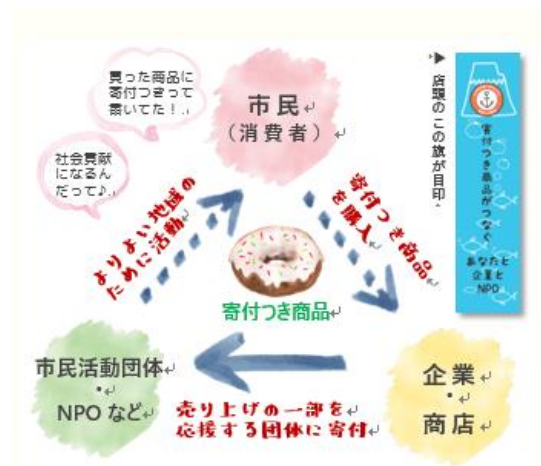 買った商品に
寄付つきって
書いてた！
社会貢献
になるん
だって♪
市民
（消費者）
▶店頭のこの旗が目印
寄付つき商品がつなぐ
あなたと
企業と
NPO
よりよい地域の
ために活動
寄付つき商品
を購入
寄付つき商品
市民活動団体
・
NPO など
企業
・
商店
売り上げの一部を
応援する団体に寄付